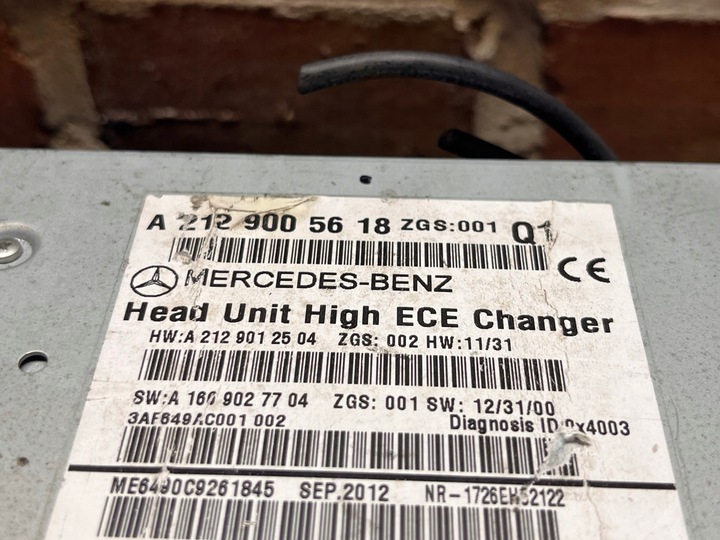 A 212 900 56 18 ZGS:001 Q1
CE
MERCEDES-BENZ
Head Unit High ECE Changer
HW:A 212 901 25 04 ZGS: 002 HW:11/31
SW:A 166 902 77 04 ZGS: 001 SW: 12/31/00
3AF649AC001 002 Diagnosis ID:0x4003
ME6490C9261845 SEP.2012